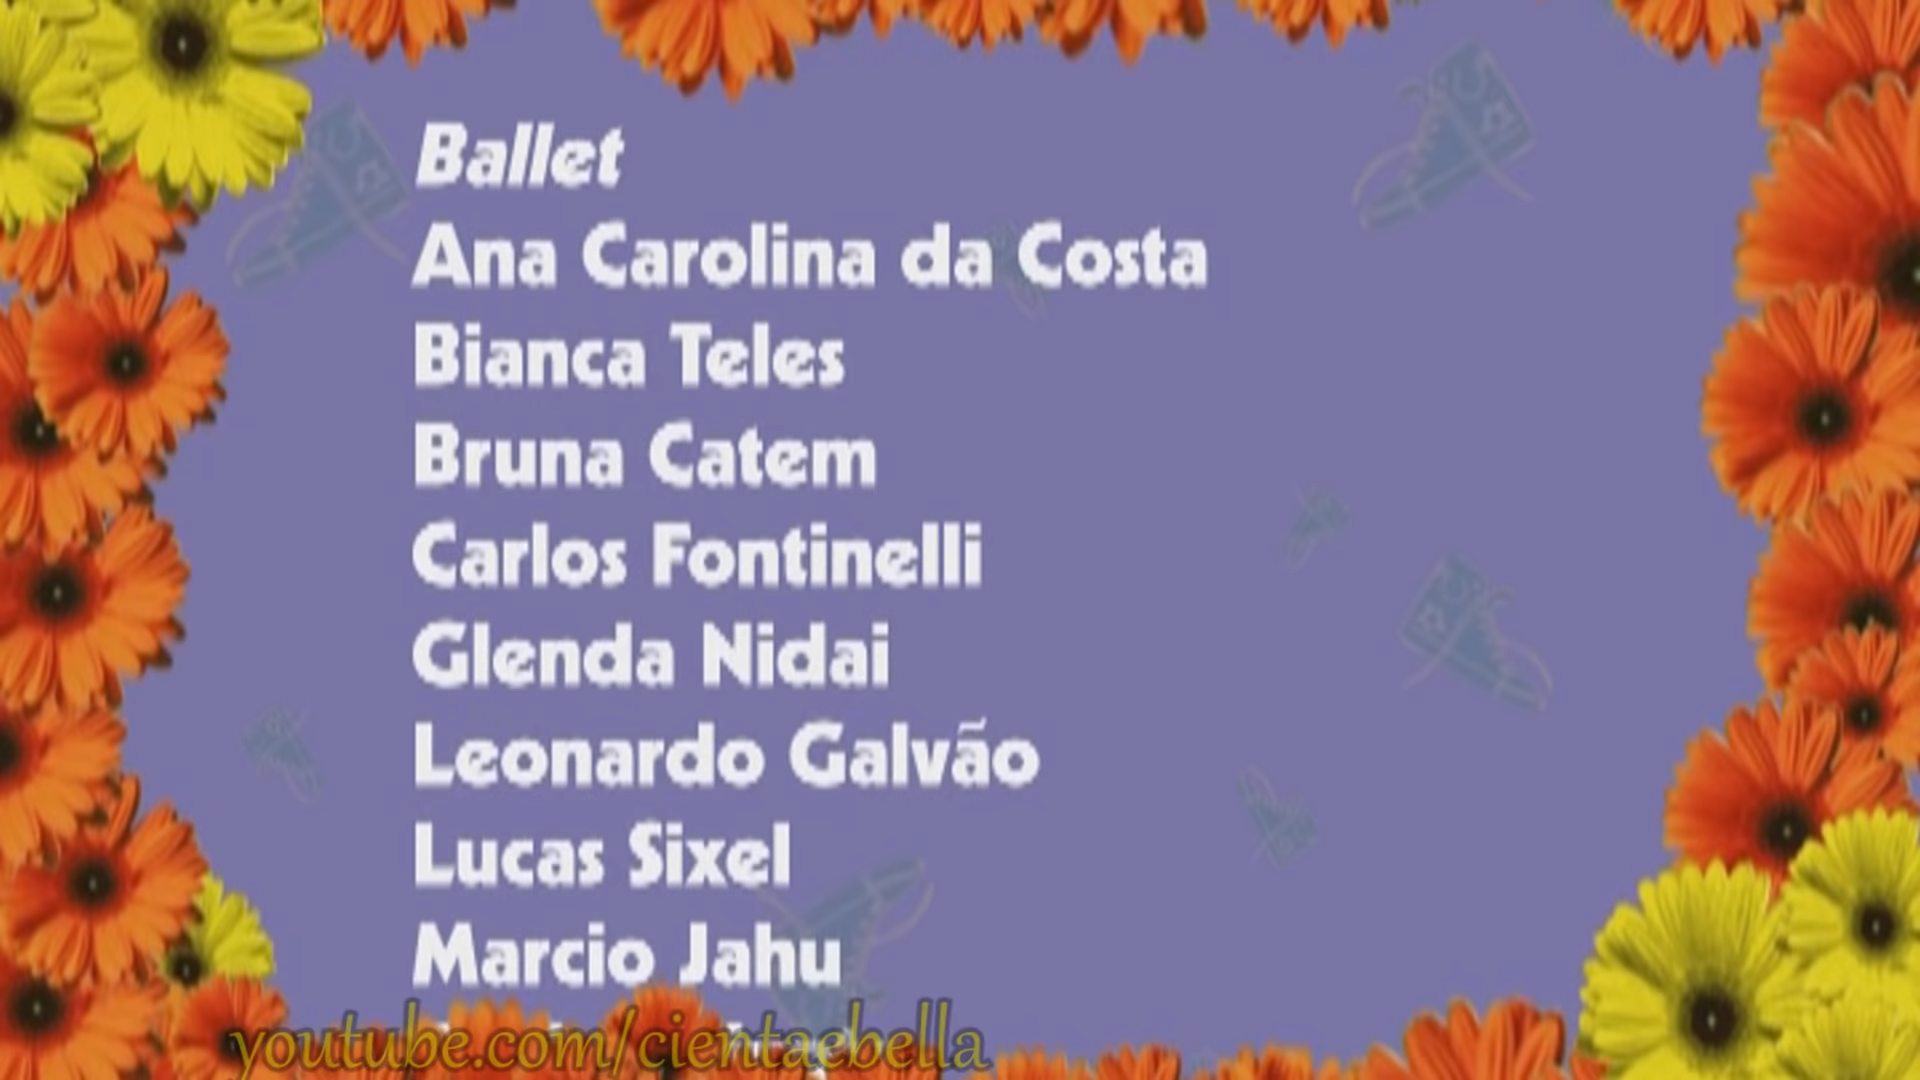 Ballet
Ana Carolina da Costa
Bianca Teles
Bruna Catem
Carlos Fontinelli
Glenda Nidai
Leonardo Galvão
Lucas Sixel
Marcio Jahu
youtube.com/cientaebella